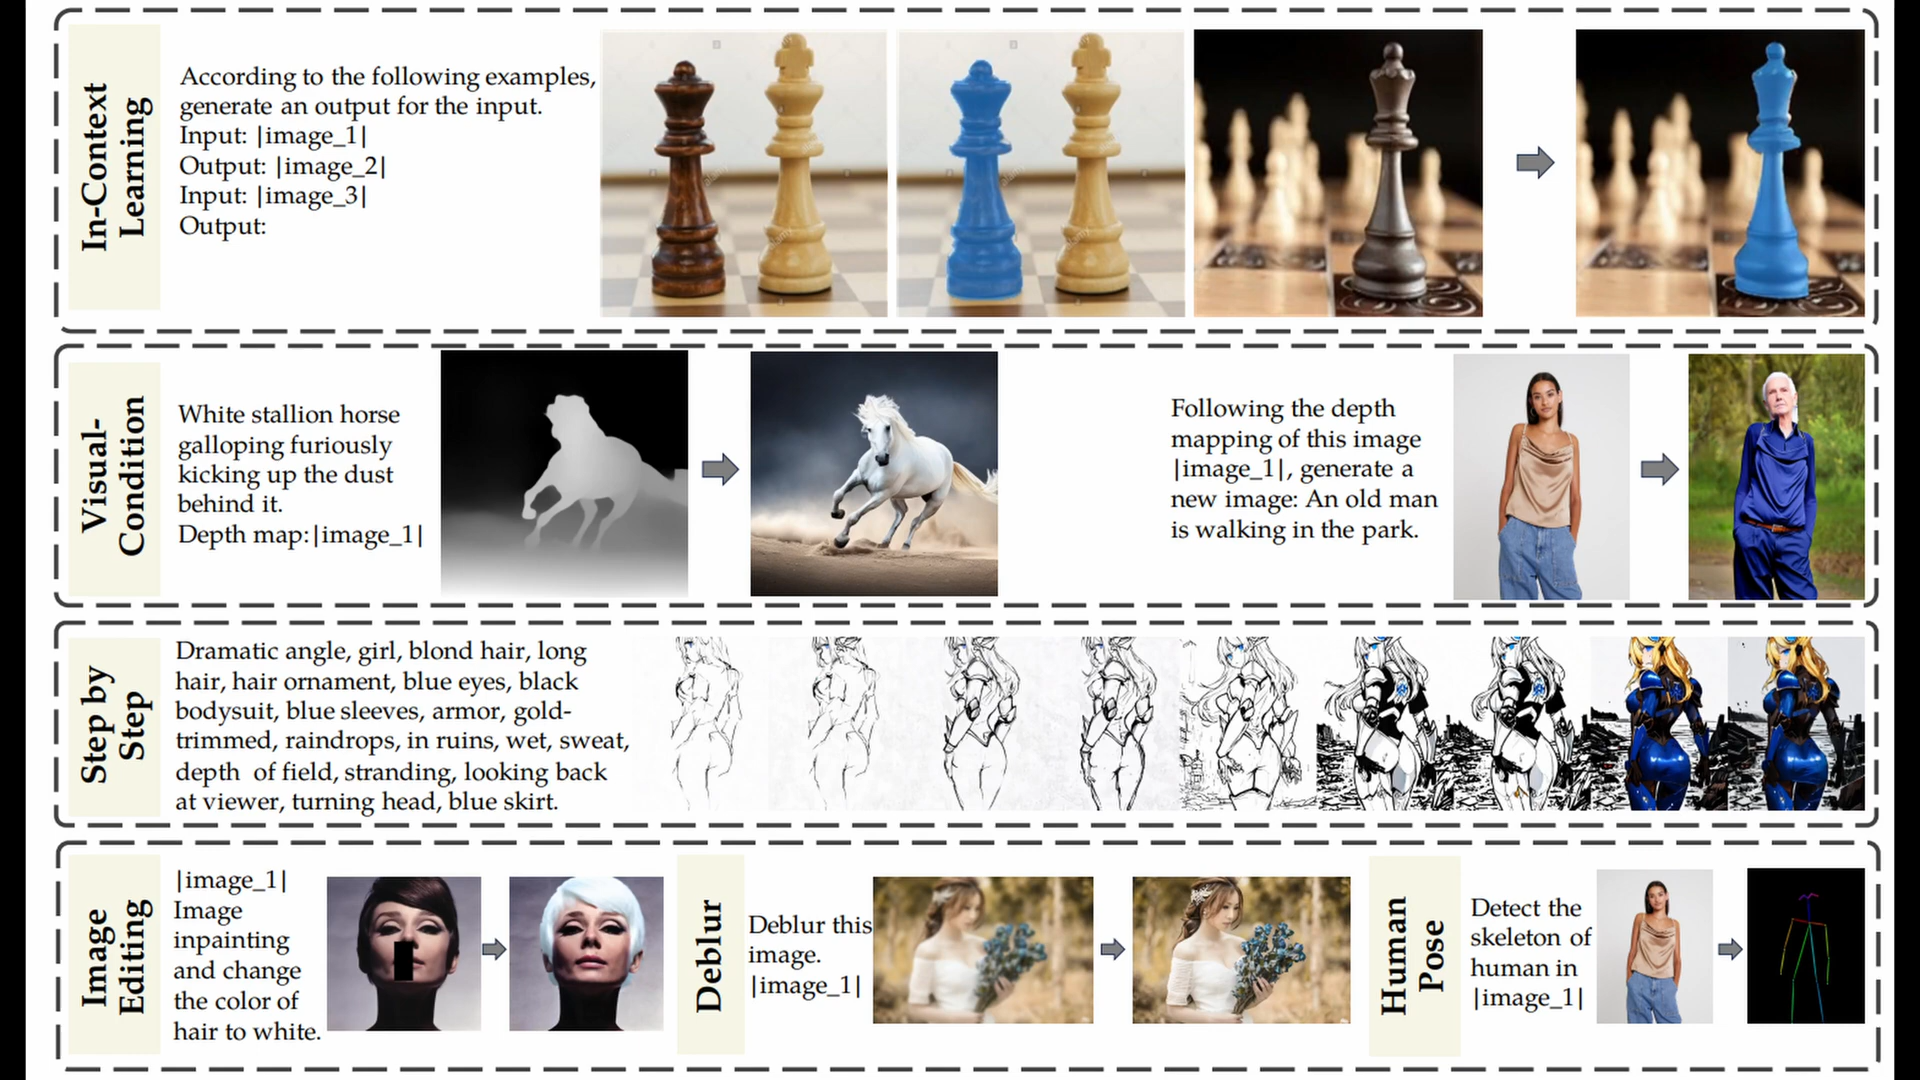 In-Context
Learning
According to the following examples,
generate an output for the input.
Input: |image_1|
Output: |image_2|
Input: |image_3|
Output:
Visual-
Condition
White stallion horse
galloping furiously
kicking up the dust
behind it.
Depth map:|image_1|
Following the depth
mapping of this image
|image_1|, generate a
new image: An old man
is walking in the park.
Step by
Step
Dramatic angle, girl, blond hair, long
hair, hair ornament, blue eyes, black
bodysuit, blue sleeves, armor, gold-
trimmed, raindrops, in ruins, wet, sweat,
depth of field, stranding, looking back
at viewer, turning head, blue skirt.
Image
Editing
|image_1|
Image
inpainting
and change
the color of
hair to white.
Deblur
Deblur this
image.
|image_1|
Human
Pose
Detect the
skeleton of
human in
|image_1|